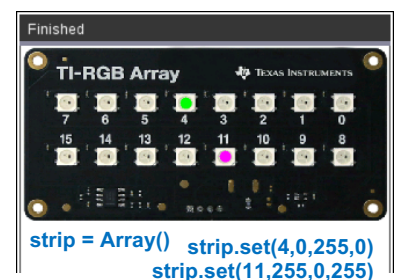 Finished
TI-RGB Array
TEXAS INSTRUMENTS
7 6 5 4 3 2 1 0
15 14 13 12 11 10 9 8
strip = Array()
strip.set(4,0,255,0)
strip.set(11,255,0,255)